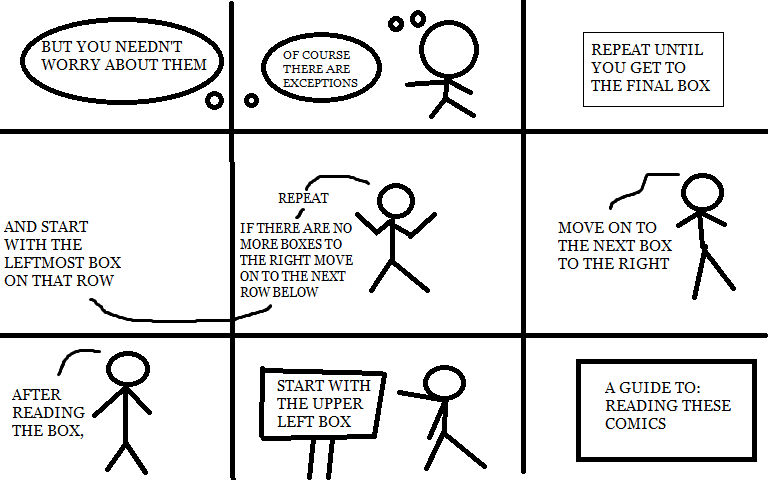 BUT YOU NEEDN'T
WORRY ABOUT THEM
OF COURSE
THERE ARE
EXCEPTIONS
REPEAT UNTIL
YOU GET TO
THE FINAL BOX
AND START
WITH THE
LEFTMOST BOX
ON THAT ROW
REPEAT
IF THERE ARE NO
MORE BOXES TO
THE RIGHT MOVE
ON TO THE NEXT
ROW BELOW
MOVE ON TO
THE NEXT BOX
TO THE RIGHT
AFTER
READING
THE BOX,
START WITH
THE UPPER
LEFT BOX
A GUIDE TO:
READING THESE
COMICS